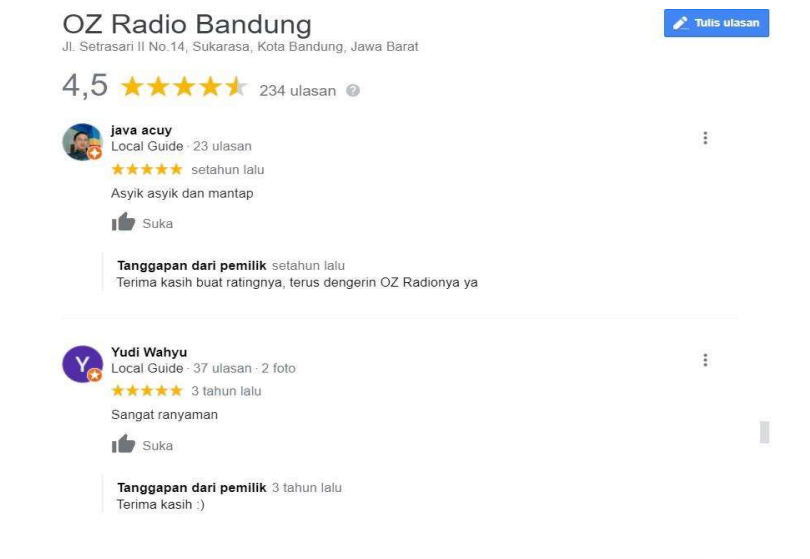 OZ Radio Bandung
Tulis ulasan
Jl. Setrasari II No.14, Sukarasa, Kota Bandung, Jawa Barat
4,5 234 ulasan ?
java acuy
Local Guide · 23 ulasan
setahun lalu
Asyik asyik dan mantap
Suka
Tanggapan dari pemilik setahun lalu
Terima kasih buat ratingnya, terus dengerin OZ Radionya ya
Y
Yudi Wahyu
Local Guide · 37 ulasan · 2 foto
3 tahun lalu
Sangat ranyaman
Suka
Tanggapan dari pemilik 3 tahun lalu
Terima kasih :)